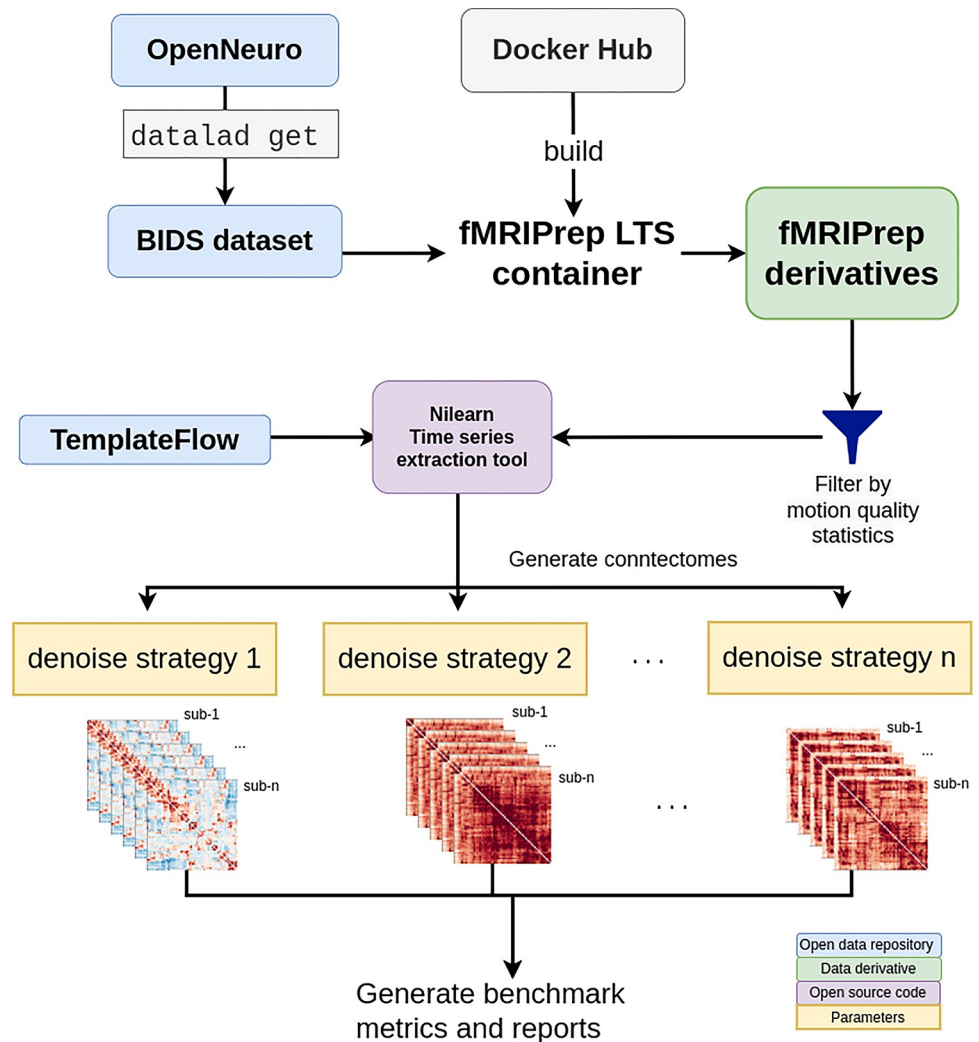 OpenNeuro
Docker Hub
datalad get
build
BIDS dataset
fMRIPrep LTS
container
fMRIPrep
derivatives
TemplateFlow
Nilearn
Time series
extraction tool
Filter by
motion quality
statistics
Generate conntectomes
denoise strategy 1
denoise strategy 2
. . .
denoise strategy n
sub-1
...
sub-n
sub-1
...
sub-n
. . .
sub-1
...
sub-n
Generate benchmark
metrics and reports
Open data repository
Data derivative
Open source code
Parameters